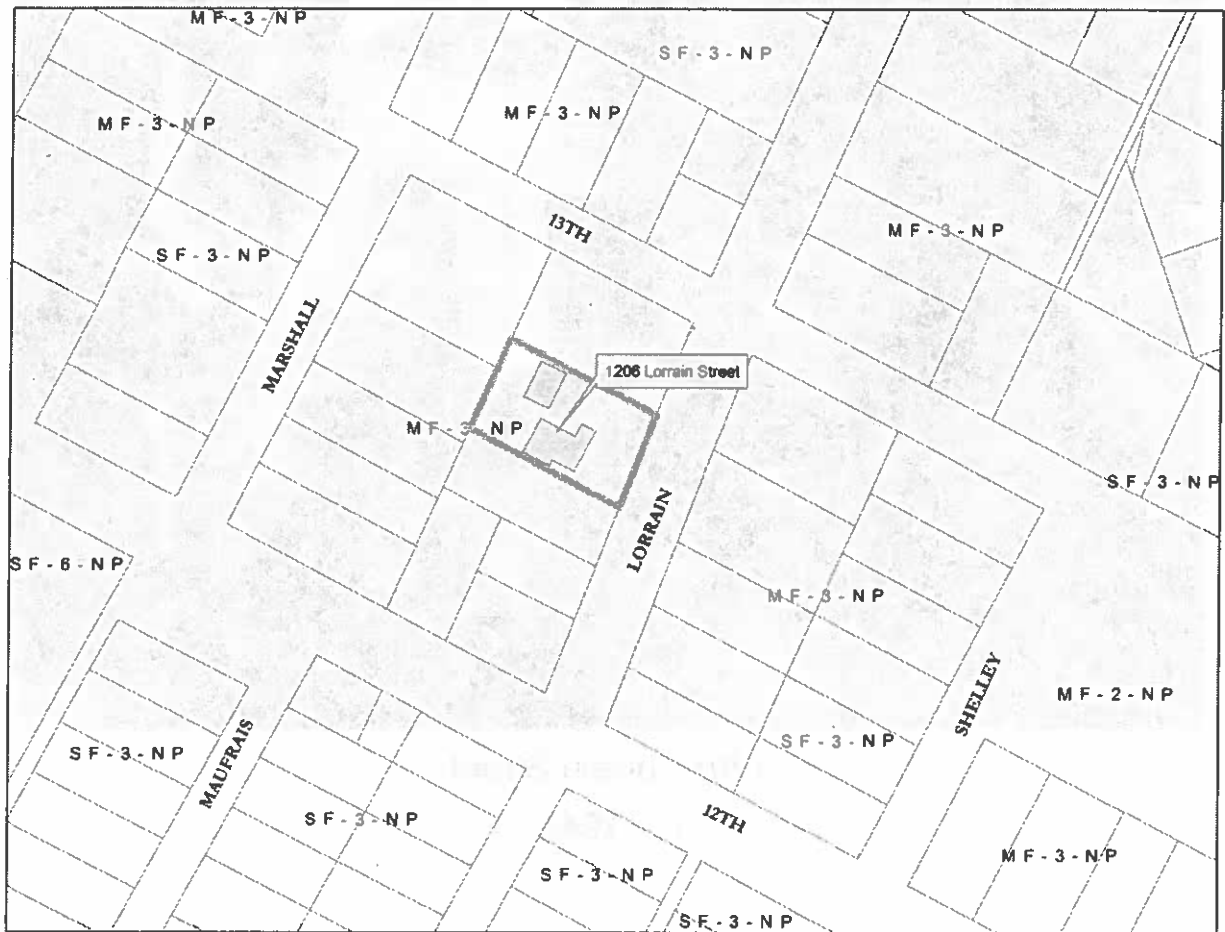 MF-3-NP
SF-3-NP
MF-3-NP
MF-3-NP
13TH
MF-3-NP
SF-3-NP
MARSHALL
1206 Lorrain Street
MF-3-NP
SF-3-NP
LORRAIN
SF-6-NP
MF-3-NP
SHELLEY
MF-2-NP
SF-3-NP
MAUFRAIS
SF-3-NP
SF-3-NP
12TH
MF-3-NP
SF-3-NP
SF-3-NP